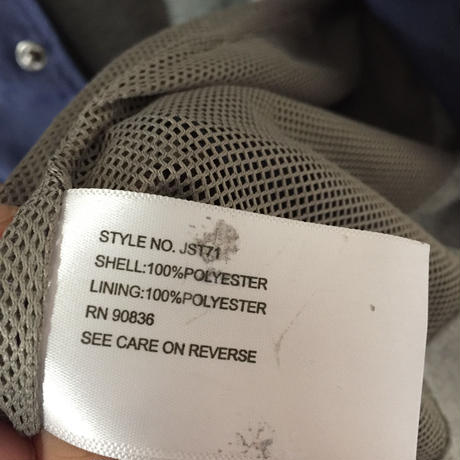 STYLE NO. JST71
SHELL:100%POLYESTER
LINING:100%POLYESTER
RN 90836
SEE CARE ON REVERSE